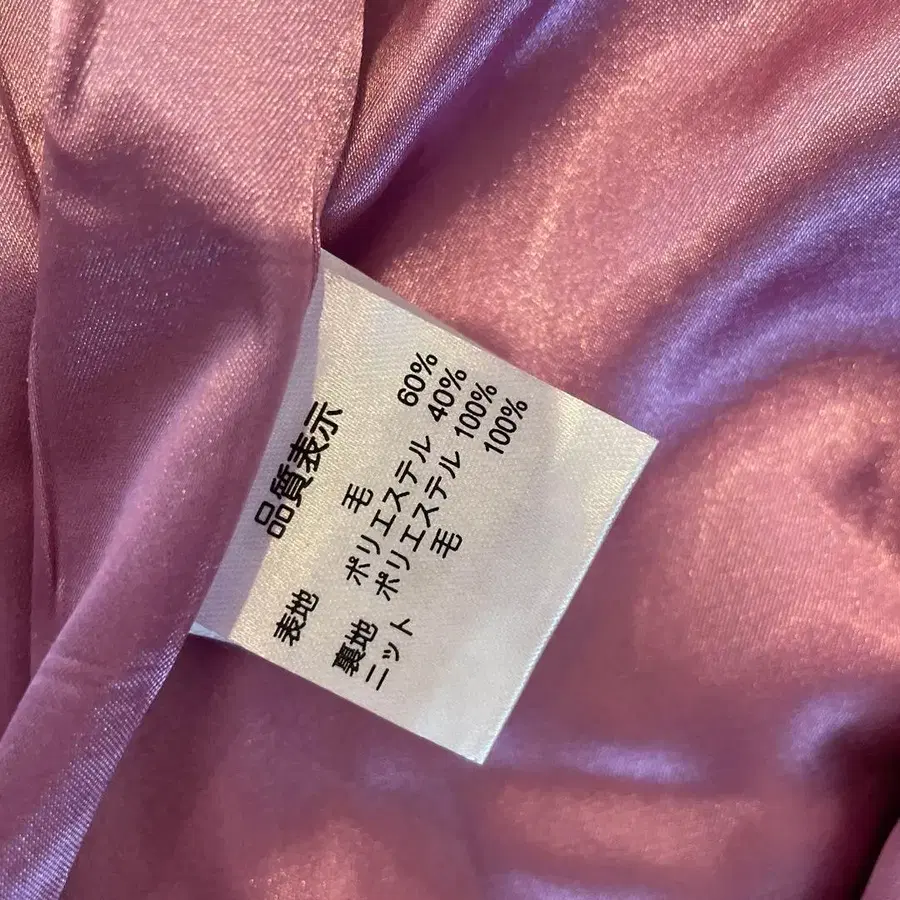 品質表示
表地 毛 60%
ポリエステル 40%
裏地 ポリエステル 100%
ニット 毛 100%